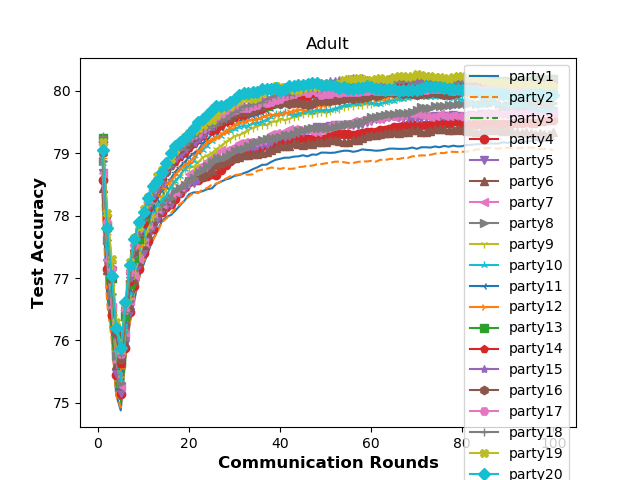 Adult
Test Accuracy
80
79
78
77
76
75
0
20
40
60
80
100
Communication Rounds
party1
party2
party3
party4
party5
party6
party7
party8
party9
party10
party11
party12
party13
party14
party15
party16
party17
party18
party19
party20